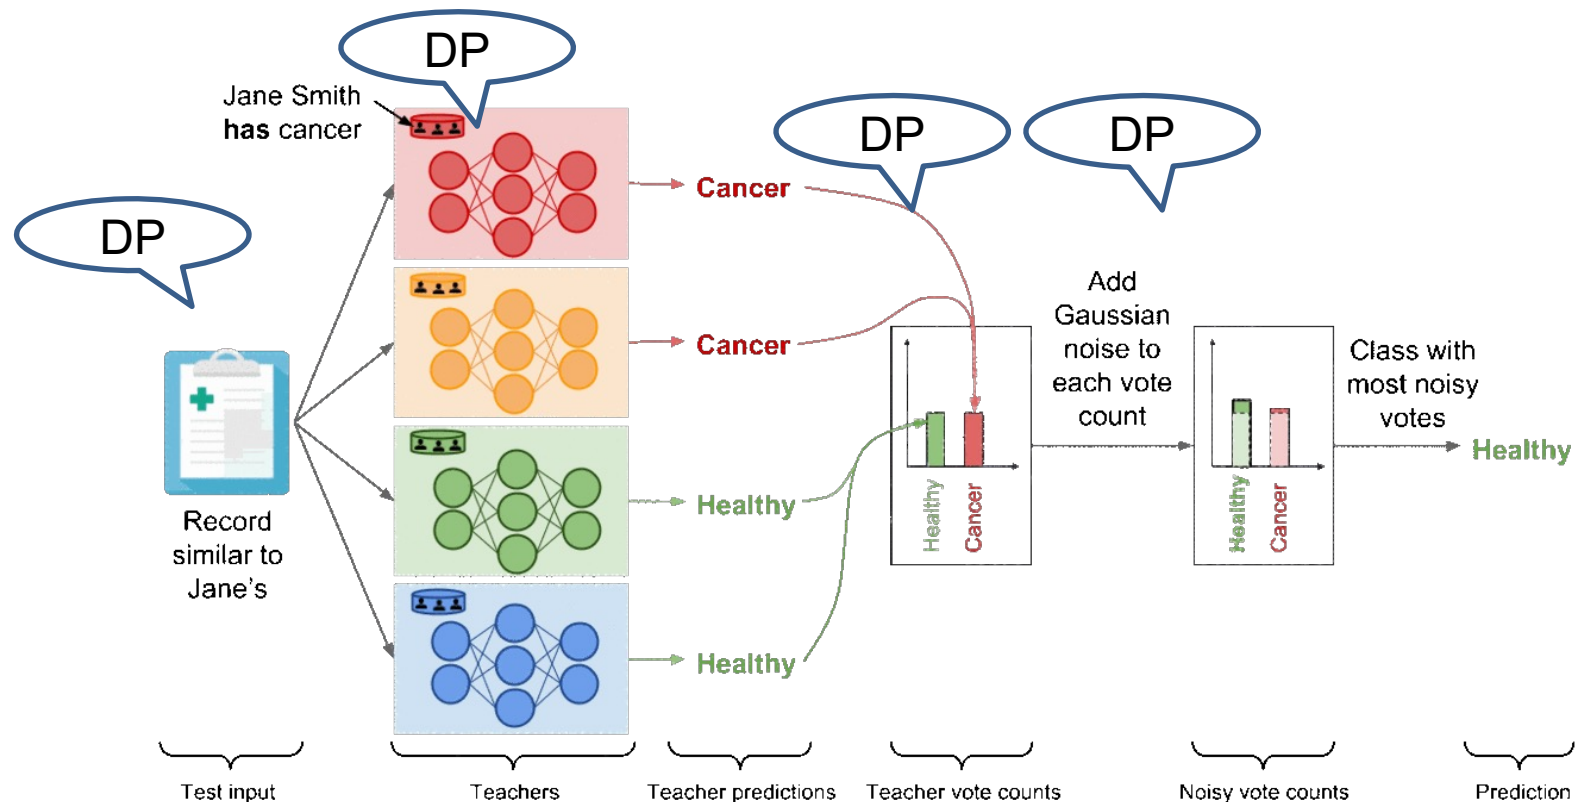 DP
Jane Smith
has cancer
DP
DP
DP
Cancer
Cancer
Healthy
Healthy
Record
similar to
Jane's
Healthy
Cancer
Add
Gaussian
noise to
each vote
count
Healthy
Cancer
Class with
most noisy
votes
Healthy
Test input
Teachers
Teacher predictions
Teacher vote counts
Noisy vote counts
Prediction